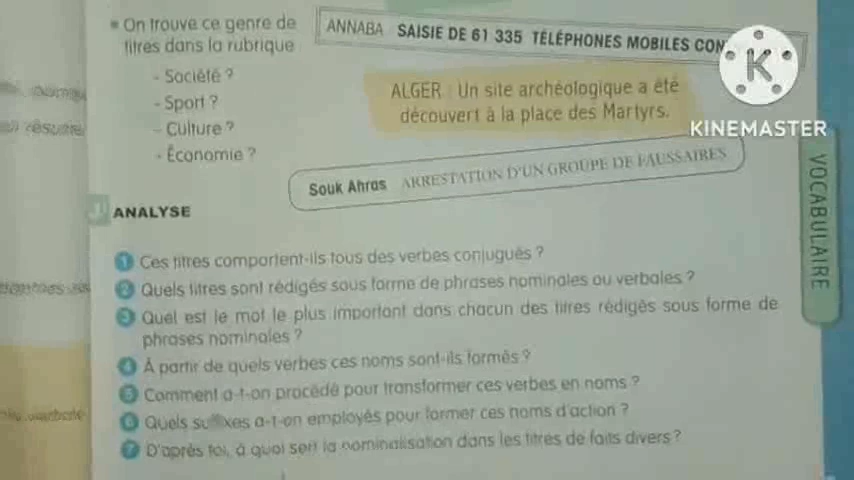 • On trouve ce genre de
titres dans la rubrique
- Société ?
- Sport ?
- Culture ?
- Économie ?
ANNABA SAISIE DE 61 335 TÉLÉPHONES MOBILES
ALGER : Un site archéologique a été
découvert à la place des Martyrs.
KINEMASTER
Souk Ahras ARRESTATION D'UN GROUPE DE FAUSSAIRES
VOCABULAIRE
ANALYSE
1 Ces titres comportent-ils tous des verbes conjugués ?
2 Quels titres sont rédigés sous forme de phrases nominales ou verbales ?
3 Quel est le mot le plus important dans chacun des titres rédigés sous forme de
phrases nominales ?
4 À partir de quels verbes ces noms sont-ils formés ?
5 Comment a-t-on procédé pour transformer ces verbes en noms ?
6 Quels suffixes a-t-on employés pour former ces noms d'action ?
7 D'après toi, à quoi sert la nominalisation dans les titres de faits divers ?